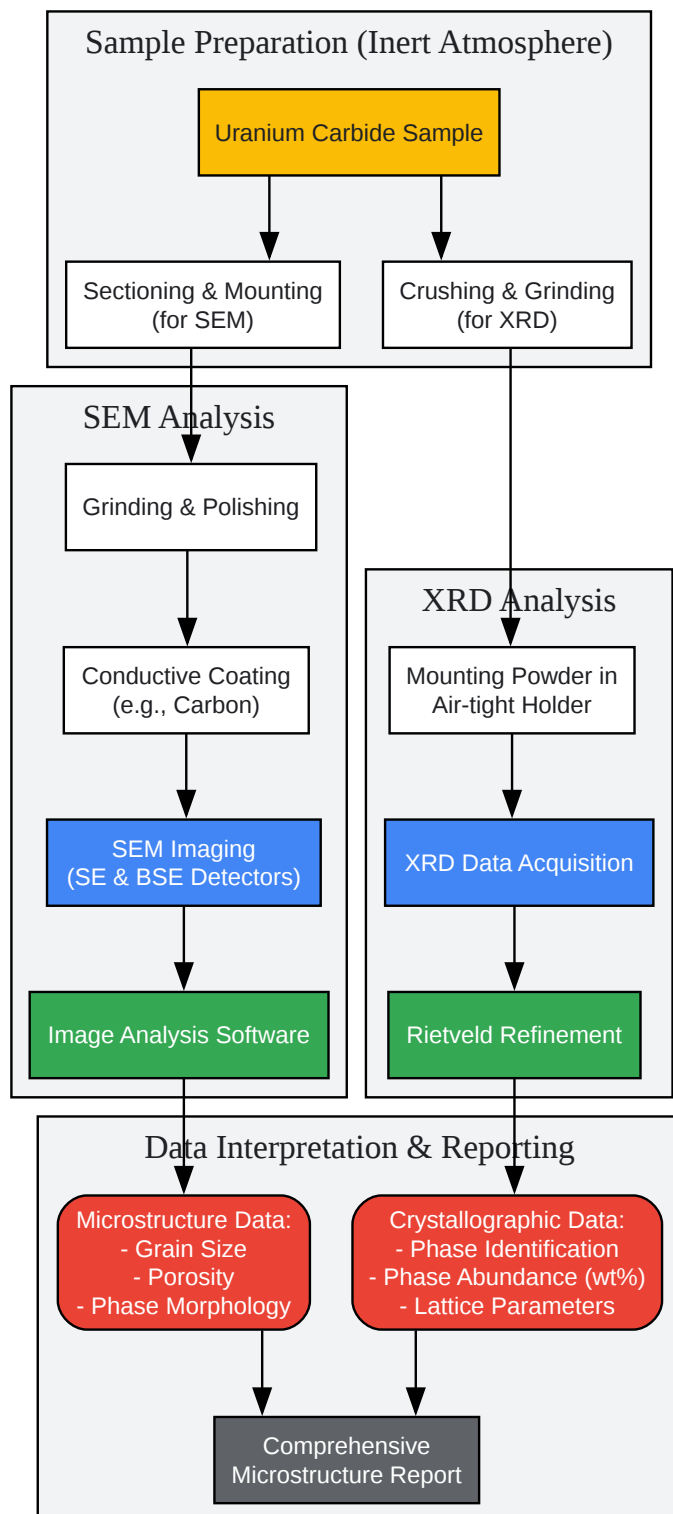 Sample Preparation (Inert Atmosphere)
Uranium Carbide Sample
Sectioning & Mounting
(for SEM)
Crushing & Grinding
(for XRD)
SEM Analysis
Grinding & Polishing
Conductive Coating
(e.g., Carbon)
SEM Imaging
(SE & BSE Detectors)
Image Analysis Software
XRD Analysis
Mounting Powder in
Air-tight Holder
XRD Data Acquisition
Rietveld Refinement
Data Interpretation & Reporting
Microstructure Data:
- Grain Size
- Porosity
- Phase Morphology
Crystallographic Data:
- Phase Identification
- Phase Abundance (wt%)
- Lattice Parameters
Comprehensive
Microstructure Report